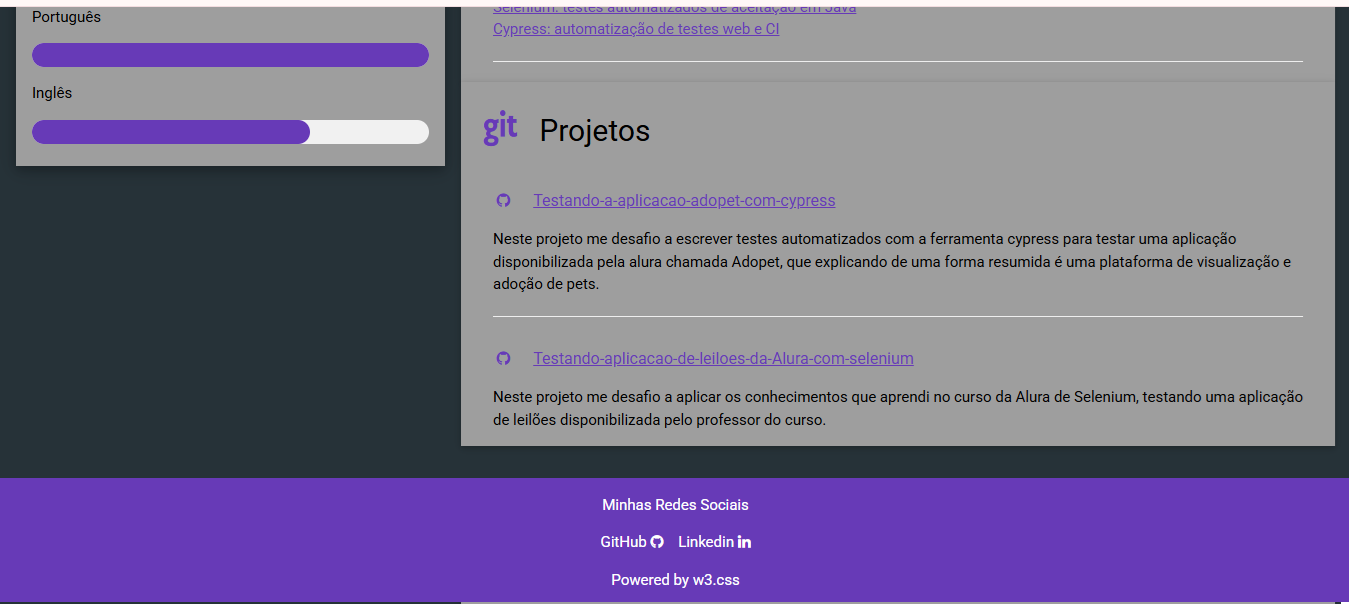 Português
Inglês
Selenium: testes automatizados de aceitação em Java
Cypress: automatização de testes web e CI
git Projetos
Testando-a-aplicacao-adopet-com-cypress
Neste projeto me desafio a escrever testes automatizados com a ferramenta cypress para testar uma aplicação
disponibilizada pela alura chamada Adopet, que explicando de uma forma resumida é uma plataforma de visualização e
adoção de pets.
Testando-aplicacao-de-leiloes-da-Alura-com-selenium
Neste projeto me desafio a aplicar os conhecimentos que aprendi no curso da Alura de Selenium, testando uma aplicação
de leilões disponibilizada pelo professor do curso.
Minhas Redes Sociais
GitHub Linkedin in
Powered by w3.css